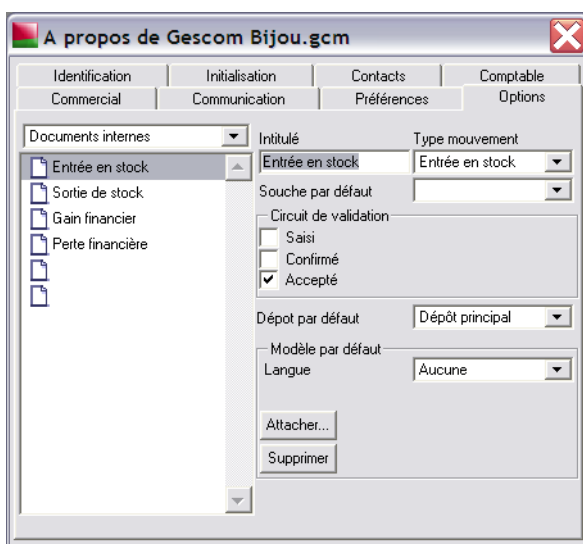 A propos de Gescom Bijou.gcm
Identification Initialisation Contacts Comptable
Commercial Communication Préférences Options
Documents internes
Entrée en stock
Sortie de stock
Gain financier
Perte financière
Intitulé Type mouvement
Entrée en stock Entrée en stock
Souche par défaut
Circuit de validation
Saisi
Confirmé
Accepté
Dépot par défaut Dépôt principal
Modèle par défaut
Langue Aucune
Attacher...
Supprimer